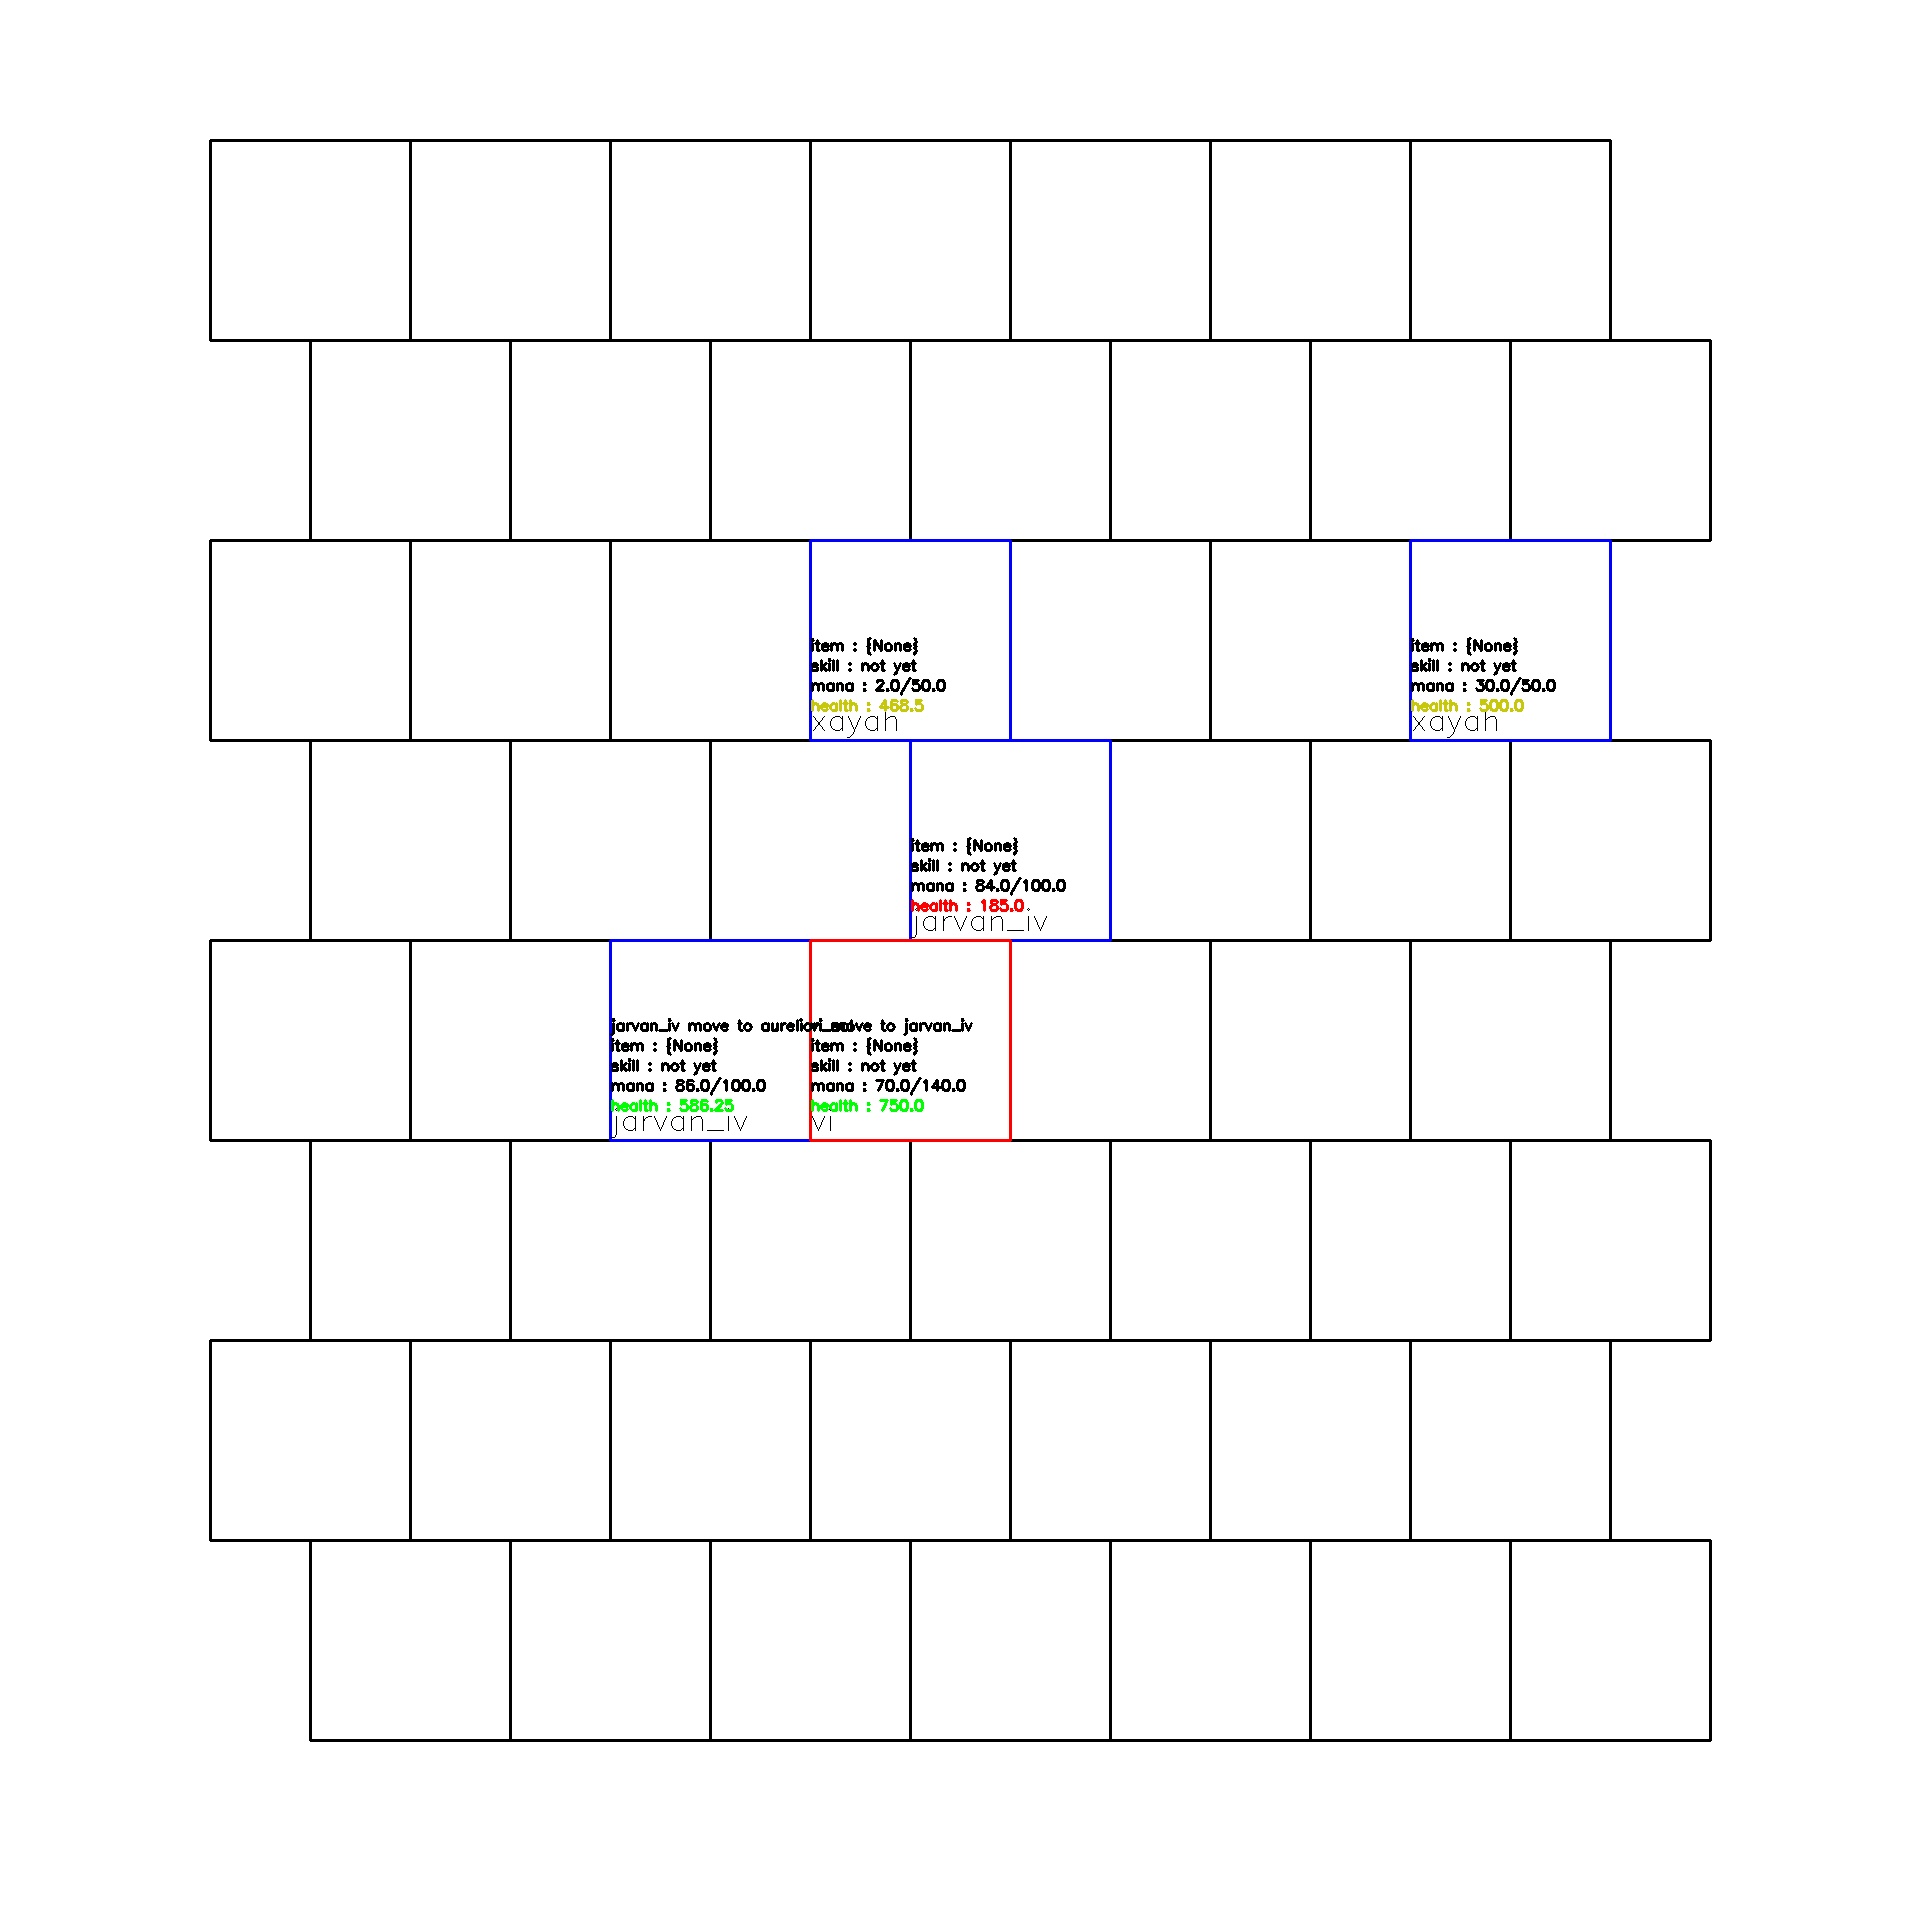 item : {None}
skill : not yet
mana : 2.0/50.0
health : 468.5
xayah
item : {None}
skill : not yet
mana : 30.0/50.0
health : 500.0
xayah
item : {None}
skill : not yet
mana : 84.0/100.0
health : 185.0
jarvan_iv
jarvan_iv move to
item : {None}
skill : not yet
mana : 86.0/100.0
health : 586.25
jarvan_iv
move to jarvan_iv
item : {None}
skill : not yet
mana : 70.0/140.0
health : 750.0
vi